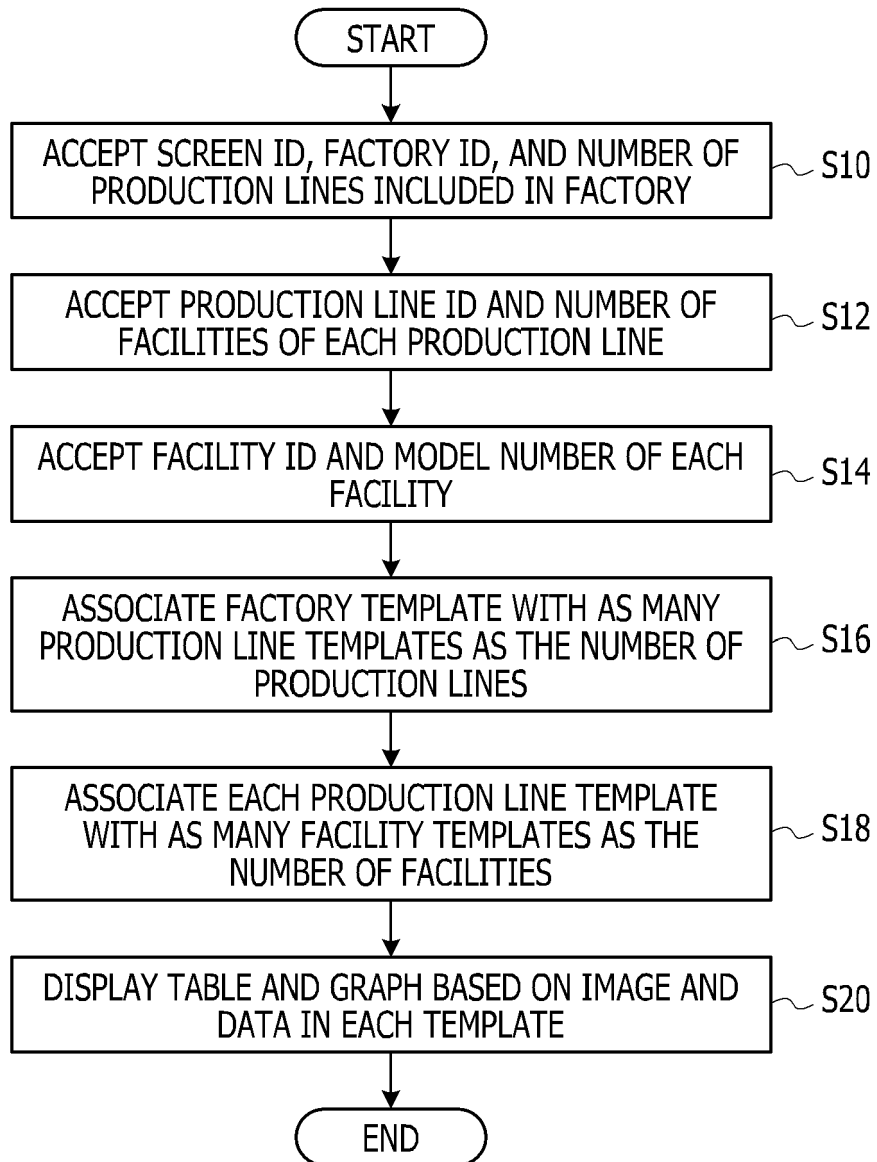 START
ACCEPT SCREEN ID, FACTORY ID, AND NUMBER OF
PRODUCTION LINES INCLUDED IN FACTORY
S10
ACCEPT PRODUCTION LINE ID AND NUMBER OF
FACILITIES OF EACH PRODUCTION LINE
S12
ACCEPT FACILITY ID AND MODEL NUMBER OF EACH
FACILITY
S14
ASSOCIATE FACTORY TEMPLATE WITH AS MANY
PRODUCTION LINE TEMPLATES AS THE NUMBER OF
PRODUCTION LINES
S16
ASSOCIATE EACH PRODUCTION LINE TEMPLATE
WITH AS MANY FACILITY TEMPLATES AS THE
NUMBER OF FACILITIES
S18
DISPLAY TABLE AND GRAPH BASED ON IMAGE AND
DATA IN EACH TEMPLATE
S20
END